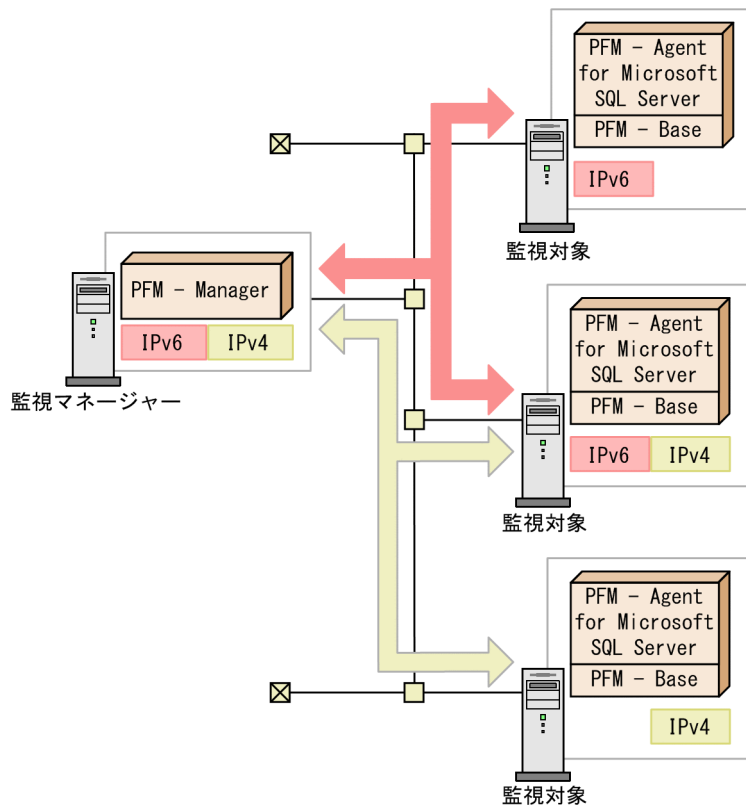 PFM - Agent
for Microsoft
SQL Server
PFM - Base
IPv6
監視対象
PFM - Manager
IPv6 IPv4
監視マネージャー
PFM - Agent
for Microsoft
SQL Server
PFM - Base
IPv6 IPv4
監視対象
PFM - Agent
for Microsoft
SQL Server
PFM - Base
IPv4
監視対象